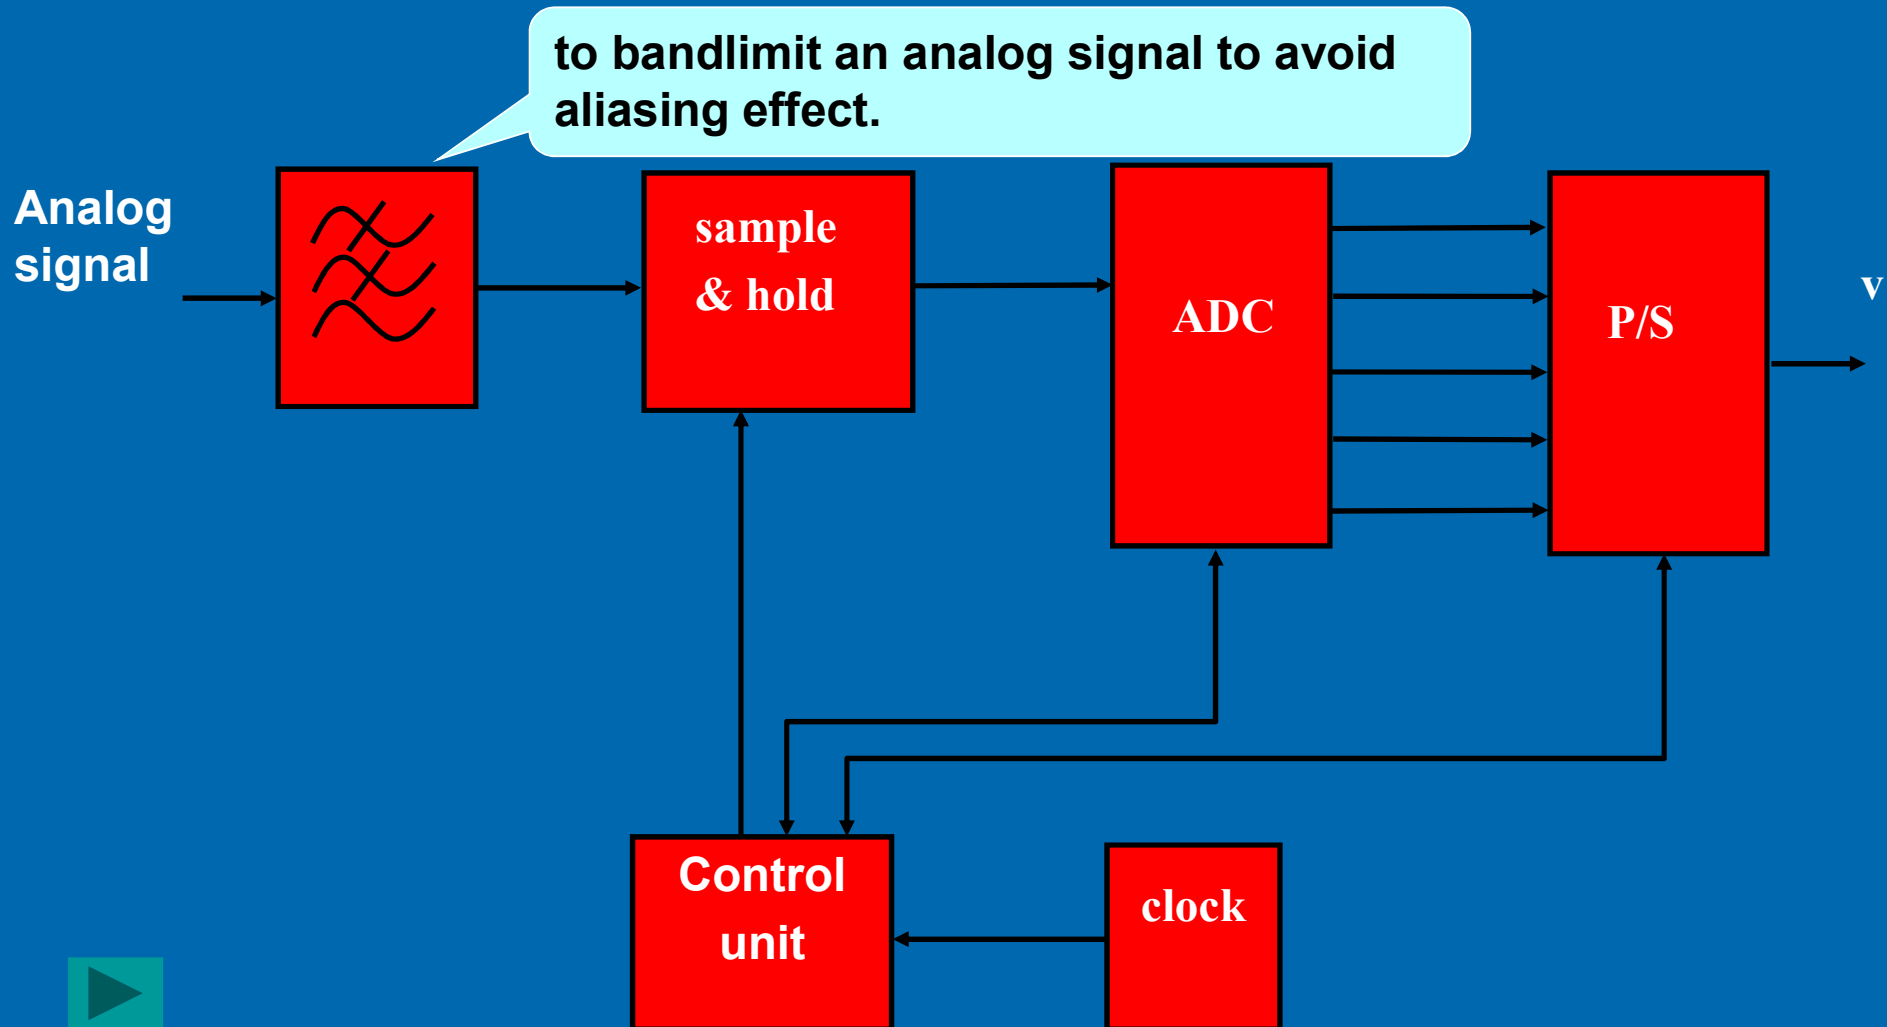 to bandlimit an analog signal to avoid
aliasing effect.
Analog
signal
sample
& hold
ADC
P/S
v
Control
unit
clock